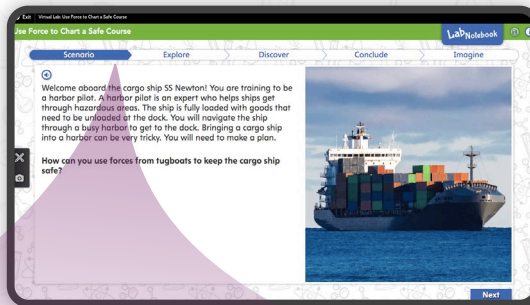 Exit Virtual Lab: Use Force to Chart a Safe Course
Use Force to Chart a Safe Course
LabNotebook
Scenario Explore Discover Conclude Imagine
Welcome aboard the cargo ship SS Newton! You are training to be
a harbor pilot. A harbor pilot is an expert who helps ships get
through hazardous areas. The ship is fully loaded with goods that
need to be unloaded at the dock. You will navigate the ship
through a busy harbor to get to the dock. Bringing a cargo ship
into a harbor can be very tricky. You will need to make a plan.
How can you use forces from tugboats to keep the cargo ship
safe?
Next